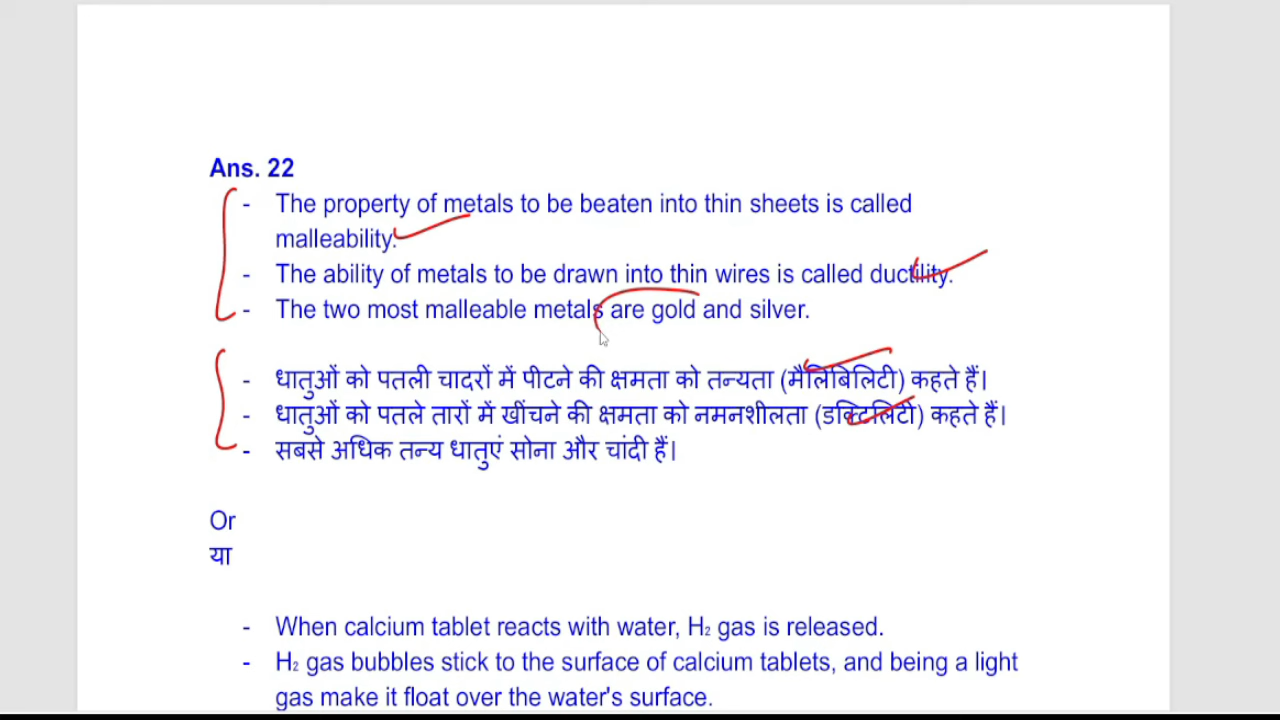 Ans. 22
- The property of metals to be beaten into thin sheets is called
malleability.
- The ability of metals to be drawn into thin wires is called ductility.
- The two most malleable metals are gold and silver.
- धातुओं को पतली चादरों में पीटने की क्षमता को तन्यता (मैलिबिलिटी) कहते हैं।
- धातुओं को पतले तारों में खींचने की क्षमता को नमनशीलता (डक्टिलिटी) कहते हैं।
- सबसे अधिक तन्य धातुएं सोना और चांदी हैं।
Or
या
- When calcium tablet reacts with water, H₂ gas is released.
- H₂ gas bubbles stick to the surface of calcium tablets, and being a light
gas make it float over the water's surface.